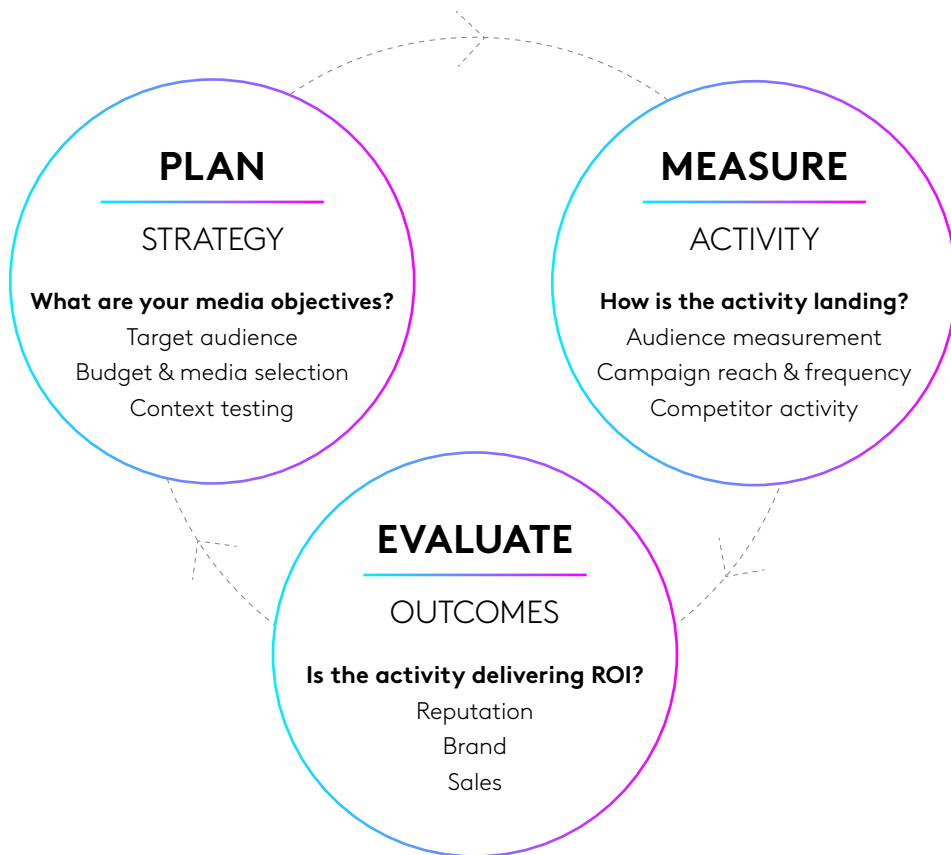 PLAN
STRATEGY
What are your media objectives?
Target audience
Budget & media selection
Context testing
MEASURE
ACTIVITY
How is the activity landing?
Audience measurement
Campaign reach & frequency
Competitor activity
EVALUATE
OUTCOMES
Is the activity delivering ROI?
Reputation
Brand
Sales